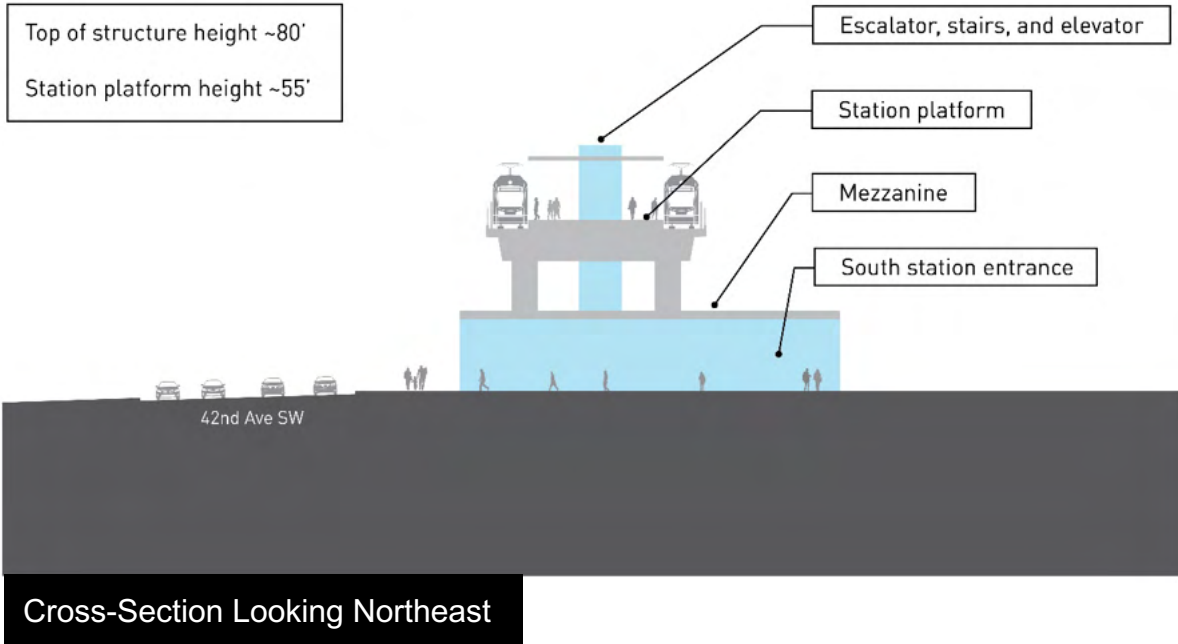 Top of structure height ~80'
Station platform height ~55'
Escalator, stairs, and elevator
Station platform
Mezzanine
South station entrance
42nd Ave SW
Cross-Section Looking Northeast